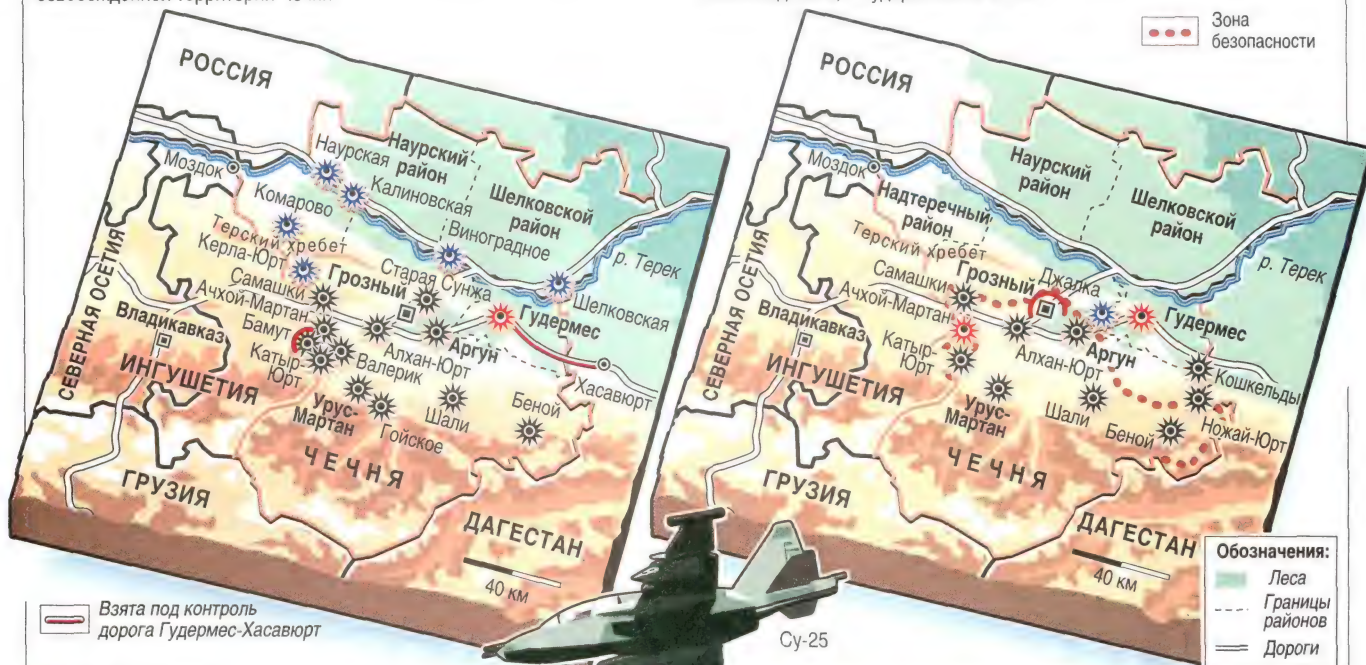 Зона
безопасности
РОССИЯ
Моздок
Наурская
Наурский
район
Калиновская
Шелковской
район
Комарово
Виноградное
Терский хребет
Керла-Юрт
р. Терек
Старая
Сунжа
Самашки
Грозный
Ачхой-Мартан
Шелковская
Гудермес
СЕВЕРНАЯ ОСЕТИЯ
Владикавказ
Бамут
Алхан-Юрт
Аргун
Катыр-
Юрт
Валерик
Хасавюрт
ИНГУШЕТИЯ
Урус-
Мартан
Гойское
Шали
Беной
ЧЕЧНЯ
ГРУЗИЯ
ДАГЕСТАН
40 км
Взята под контроль
дорога Гудермес-Хасавюрт
Су-25
РОССИЯ
Моздок
Наурский
район
Надтеречный
район
Шелковской
район
Терский хребет
р. Терек
Самашки
Грозный
Джалка
Ачхой-Мартан
СЕВЕРНАЯ ОСЕТИЯ
Владикавказ
Гудермес
Катыр-
Юрт
Алхан-Юрт
Аргун
Кошкельды
ИНГУШЕТИЯ
Урус-
Мартан
Шали
Беной
Ножай-Юрт
ЧЕЧНЯ
ГРУЗИЯ
ДАГЕСТАН
40 км
Обозначения:
Леса
Границы
районов
Дороги